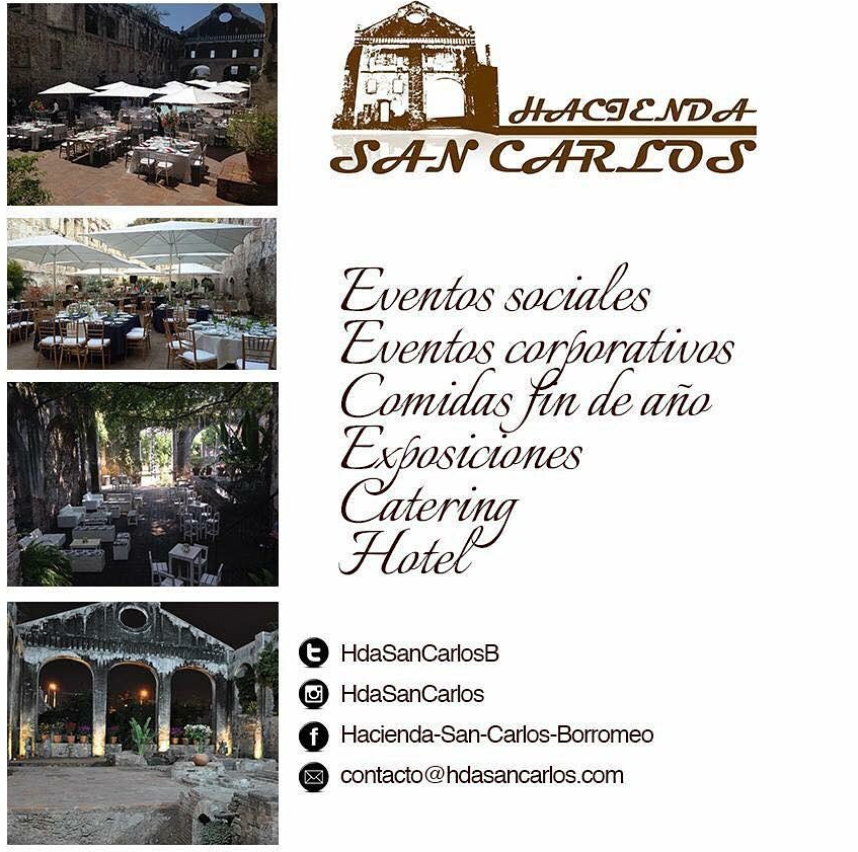 HACIENDA
SAN CARLOS
Eventos sociales
Eventos corporativos
Comidas fin de año
Exposiciones
Catering
Hotel
HdaSanCarlosB
HdaSanCarlos
Hacienda-San-Carlos-Borromeo
contacto@hdasancarlos.com